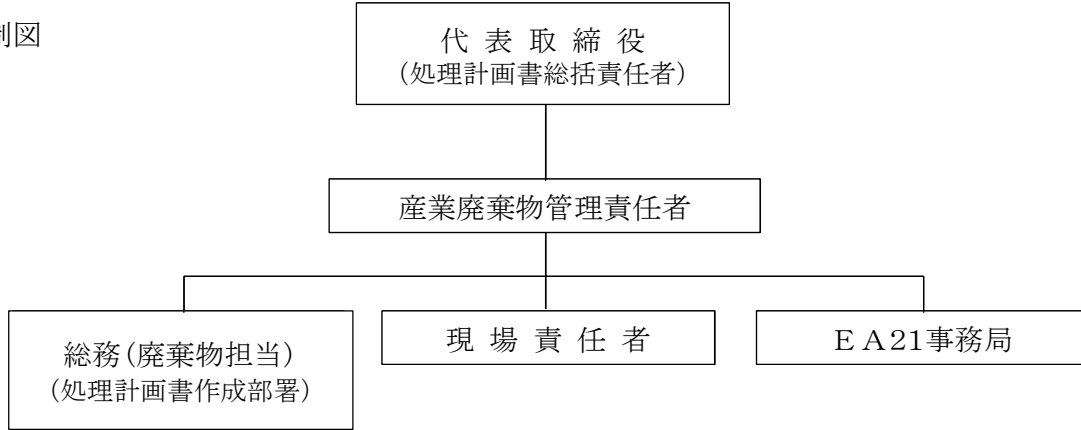 制図
代表取締役
(処理計画書総括責任者)
産業廃棄物管理責任者
総務(廃棄物担当)
(処理計画書作成部署)
現場責任者
ＥＡ21事務局